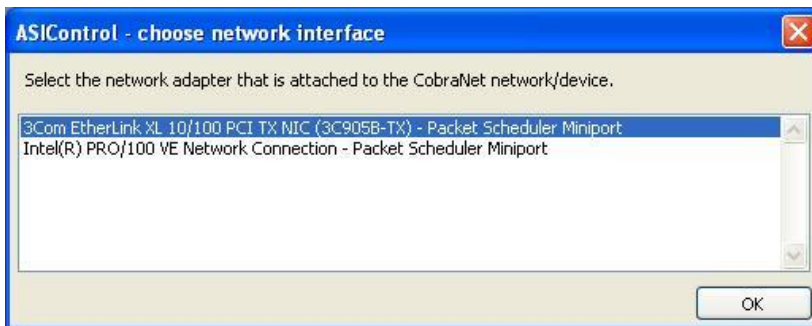 ASIControl - choose network interface
Select the network adapter that is attached to the CobraNet network/device.
3Com EtherLink XL 10/100 PCI TX NIC (3C905B-TX) - Packet Scheduler Miniport
Intel(R) PRO/100 VE Network Connection - Packet Scheduler Miniport
OK